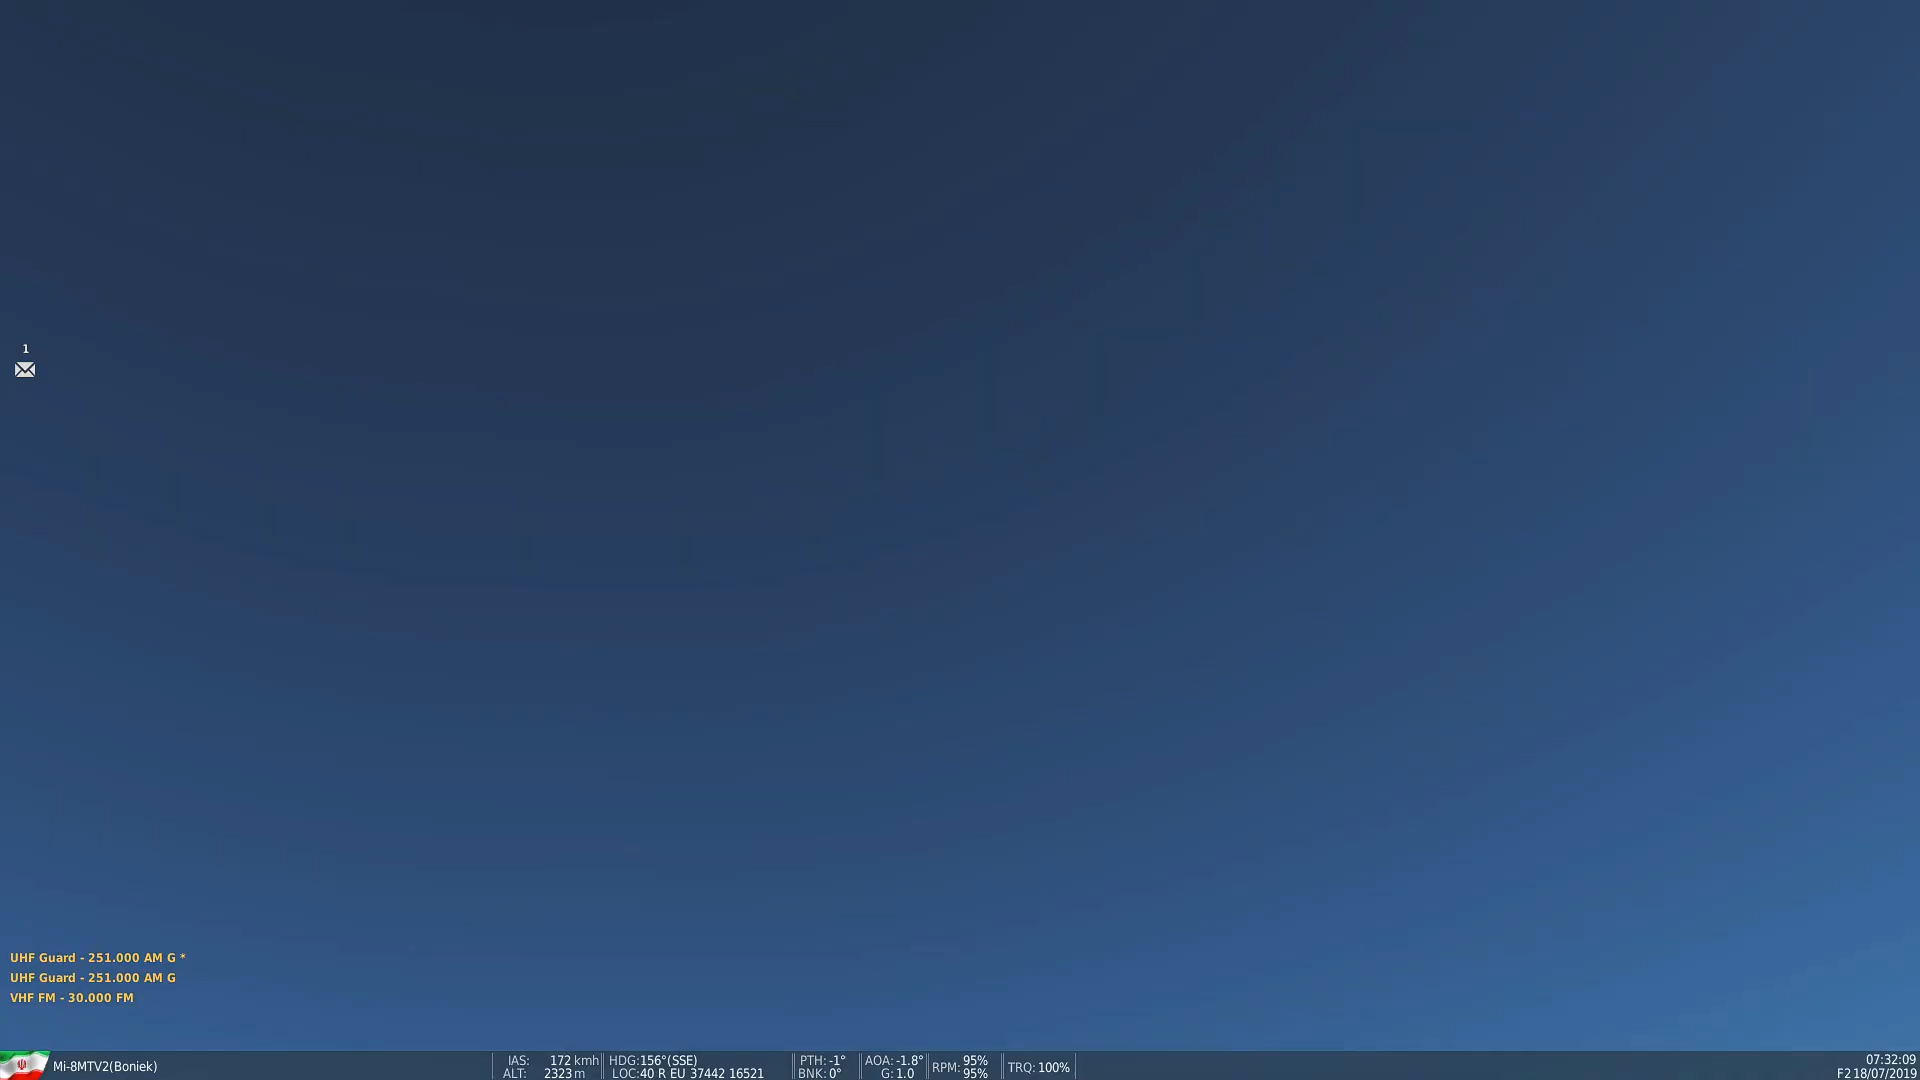 1
UHF Guard - 251.000 AM G *
UHF Guard - 251.000 AM G
VHF FM - 30.000 FM
Mi-8MTV2(Boniek)
IAS: 172 kmh
ALT: 2323 m
HDG:156°(SSE)
LOC:40 R EU 37442 16521
PTH: -1°
BNK: 0°
AOA: -1.8°
G: 1.0
RPM: 95%
95%
TRQ: 100%
07:32:09
F2 18/07/2019